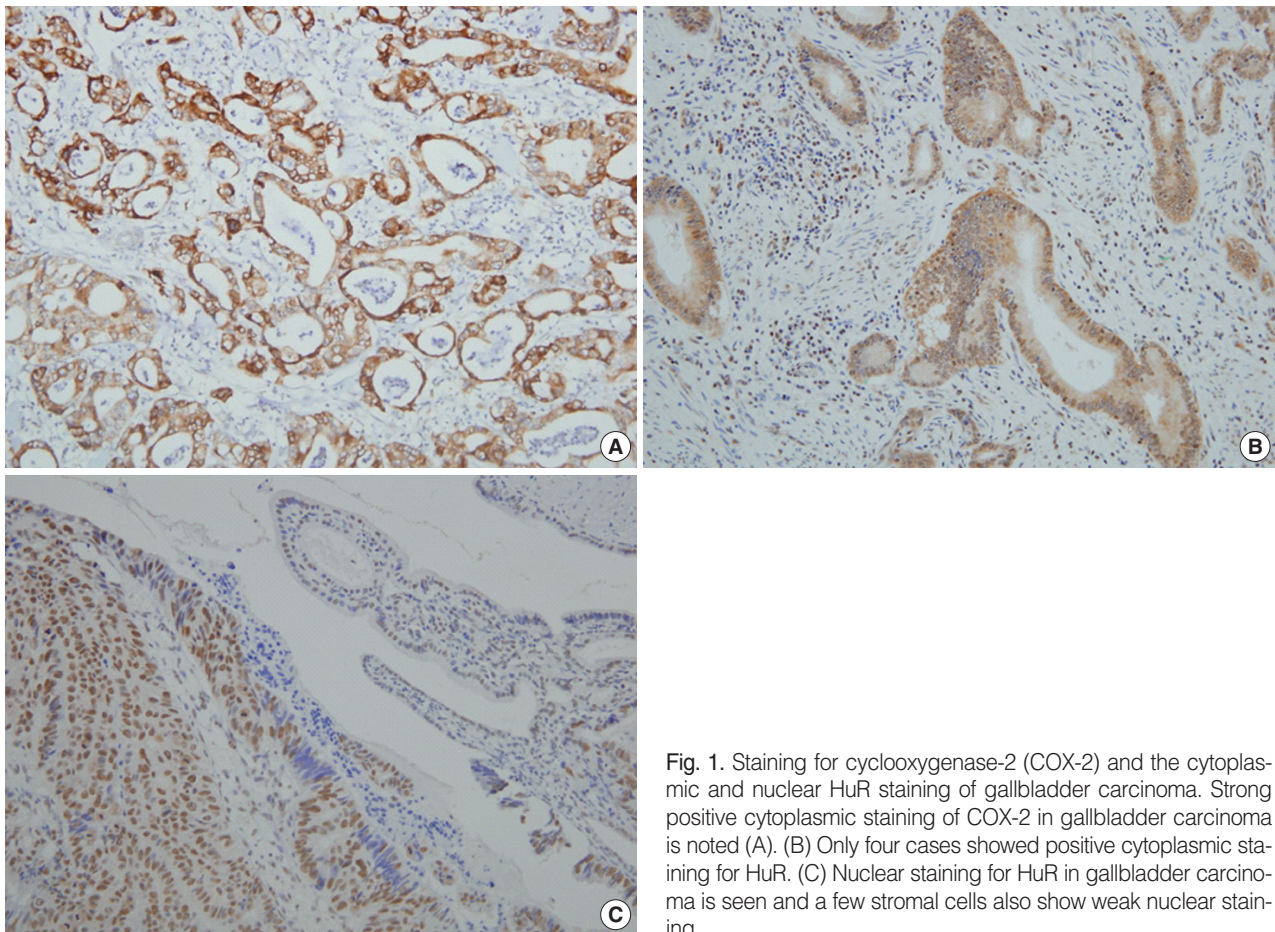 A
B
C
Fig. 1. Staining for cyclooxygenase-2 (COX-2) and the cytoplas-
mic and nuclear HuR staining of gallbladder carcinoma. Strong
positive cytoplasmic staining of COX-2 in gallbladder carcinoma
is noted (A). (B) Only four cases showed positive cytoplasmic sta-
ining for HuR. (C) Nuclear staining for HuR in gallbladder carcino-
ma is seen and a few stromal cells also show weak nuclear stain-
ing.